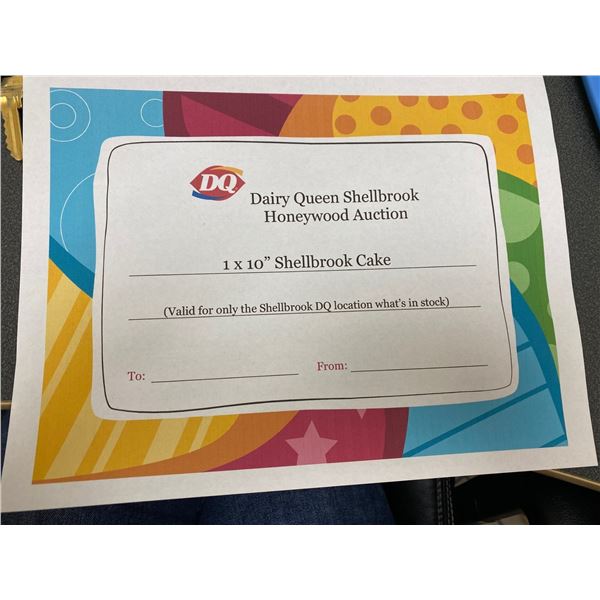 DQ
Dairy Queen Shellbrook
Honeywood Auction
1 x 10” Shellbrook Cake
(Valid for only the Shellbrook DQ location what’s in stock)
To:
From: